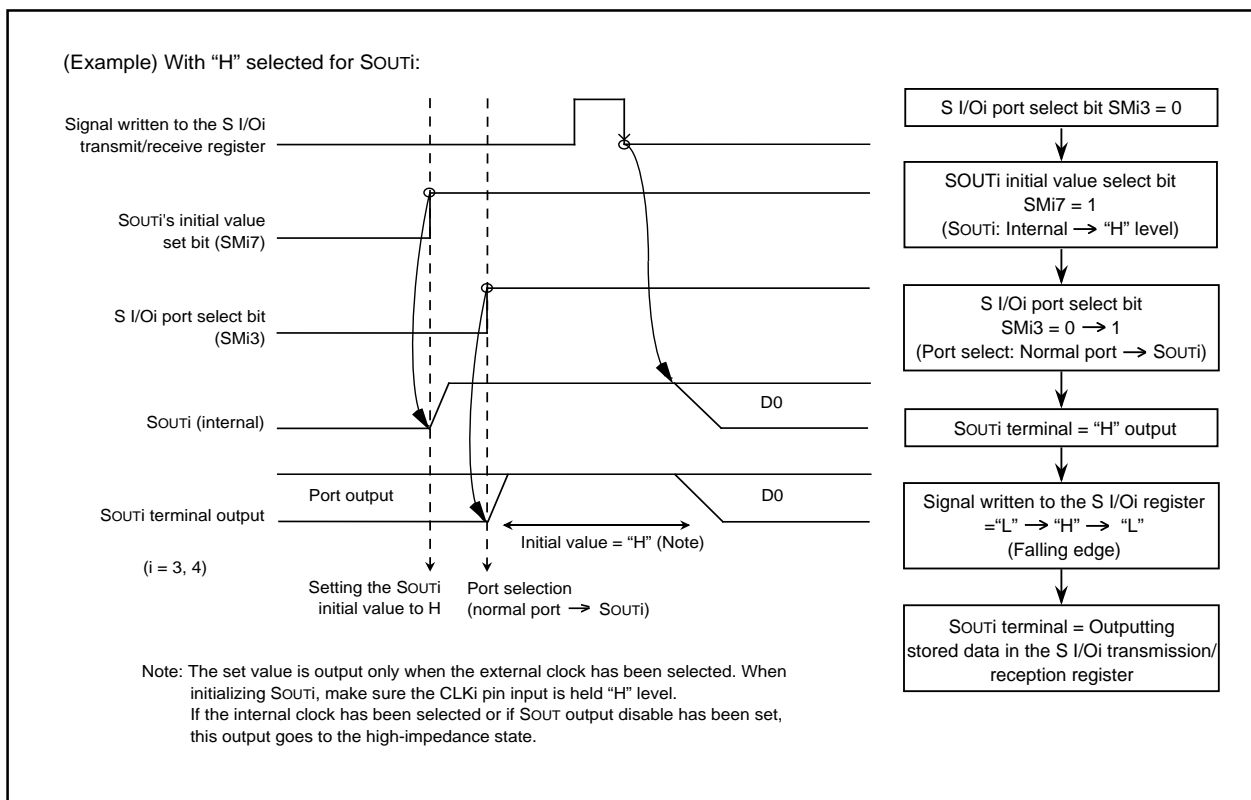 (Example) With “H” selected for SOUTi:
Signal written to the S I/Oi
transmit/receive register
SOUTi's initial value
set bit (SMi7)
S I/Oi port select bit
(SMi3)
SOUTi (internal)
D0
Port output
D0
SOUTi terminal output
Initial value = “H” (Note)
(i = 3, 4)
Setting the SOUTi
initial value to H
Port selection
(normal port → SOUTi)
Note: The set value is output only when the external clock has been selected. When
initializing SOUTi, make sure the CLKi pin input is held “H” level.
If the internal clock has been selected or if SOUT output disable has been set,
this output goes to the high-impedance state.
S I/Oi port select bit SMi3 = 0
SOUTi initial value select bit
SMi7 = 1
(SOUTi: Internal → “H” level)
S I/Oi port select bit
SMi3 = 0 → 1
(Port select: Normal port → SOUTi)
SOUTi terminal = “H” output
Signal written to the S I/Oi register
=“L” → “H” → “L”
(Falling edge)
SOUTi terminal = Outputting
stored data in the S I/Oi transmission/
reception register